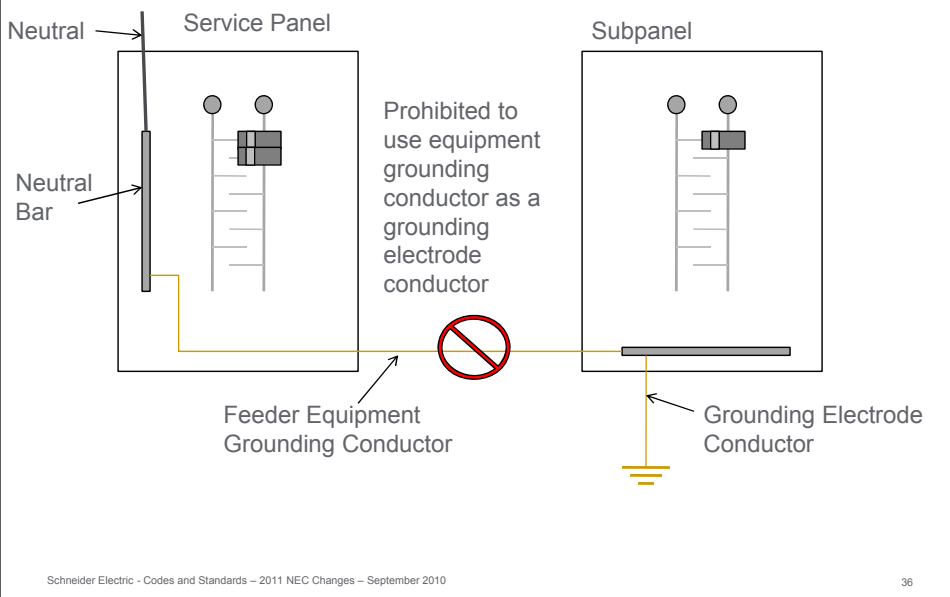 Neutral
Service Panel
Subpanel
Prohibited to
use equipment
grounding
conductor as a
grounding
electrode
conductor
Neutral
Bar
Feeder Equipment
Grounding Conductor
Grounding Electrode
Conductor
Schneider Electric - Codes and Standards – 2011 NEC Changes – September 2010
36